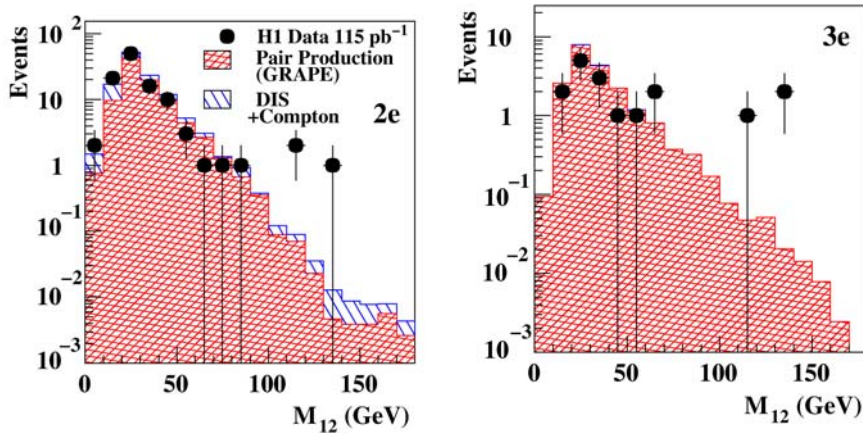 Events
10²
10
1
10⁻¹
10⁻²
10⁻³
H1 Data 115 pb⁻¹
Pair Production
(GRAPE)
DIS
+Compton
2e
0 50 100 150
M₁₂ (GeV)
Events
10
1
10⁻¹
10⁻²
10⁻³
3e
0 50 100 150
M₁₂ (GeV)